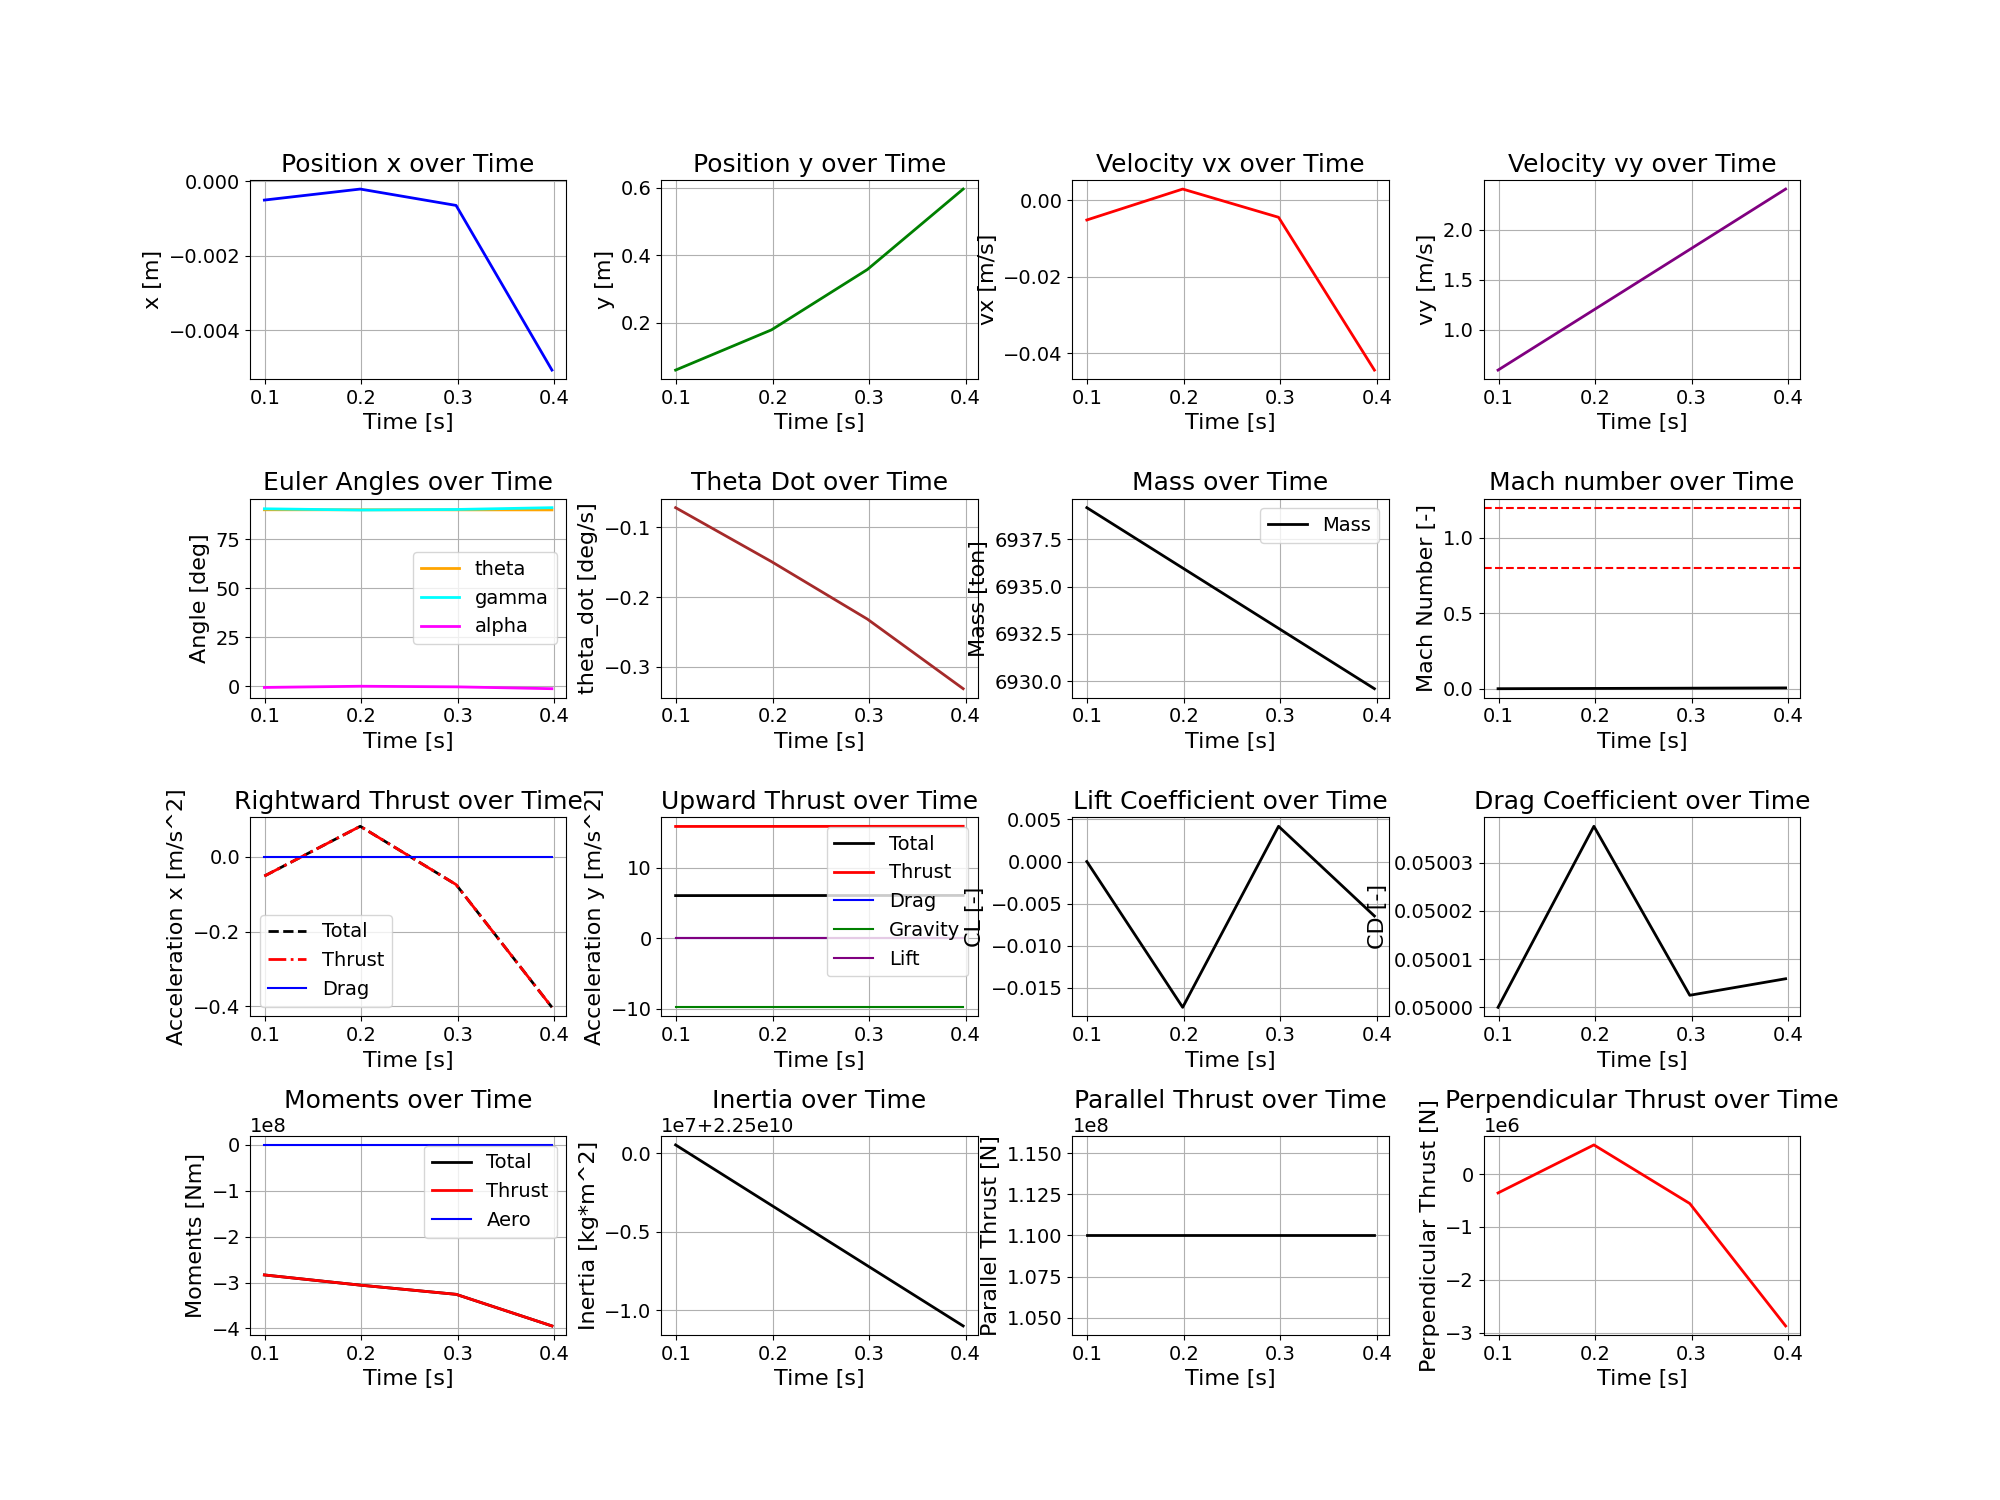 Position x over Time
Position y over Time
Velocity vx over Time
Velocity vy over Time
x [m]
0.000
−0.002
−0.004
0.1 0.2 0.3 0.4
Time [s]
y [m]
0.6
0.4
0.2
0.1 0.2 0.3 0.4
Time [s]
vx [m/s]
0.00
−0.02
−0.04
0.1 0.2 0.3 0.4
Time [s]
vy [m/s]
2.0
1.5
1.0
0.1 0.2 0.3 0.4
Time [s]
Euler Angles over Time
Theta Dot over Time
Mass over Time
Mach number over Time
Angle [deg]
75
50
25
0
theta
gamma
alpha
0.1 0.2 0.3 0.4
Time [s]
theta_dot [deg/s]
−0.1
−0.2
−0.3
0.1 0.2 0.3 0.4
Time [s]
Mass [ton]
6937.5
6935.0
6932.5
6930.0
Mass
0.1 0.2 0.3 0.4
Time [s]
Mach Number [-]
1.0
0.5
0.0
0.1 0.2 0.3 0.4
Time [s]
Rightward Thrust over Time
Upward Thrust over Time
Lift Coefficient over Time
Drag Coefficient over Time
Acceleration x [m/s^2]
0.0
−0.2
−0.4
Total
Thrust
Drag
0.1 0.2 0.3 0.4
Time [s]
Acceleration y [m/s^2]
10
0
−10
Total
Thrust
Drag
Gravity
Lift
0.1 0.2 0.3 0.4
Time [s]
CL [-]
0.005
0.000
−0.005
−0.010
−0.015
0.1 0.2 0.3 0.4
Time [s]
CD [-]
0.05003
0.05002
0.05001
0.05000
0.1 0.2 0.3 0.4
Time [s]
Moments over Time
Inertia over Time
Parallel Thrust over Time
Perpendicular Thrust over Time
1e8
Moments [Nm]
0
−1
−2
−3
−4
Total
Thrust
Aero
0.1 0.2 0.3 0.4
Time [s]
1e7+2.25e10
Inertia [kg*m^2]
0.0
−0.5
−1.0
0.1 0.2 0.3 0.4
Time [s]
1e8
Parallel Thrust [N]
1.150
1.125
1.100
1.075
1.050
0.1 0.2 0.3 0.4
Time [s]
1e6
Perpendicular Thrust [N]
0
−1
−2
−3
0.1 0.2 0.3 0.4
Time [s]